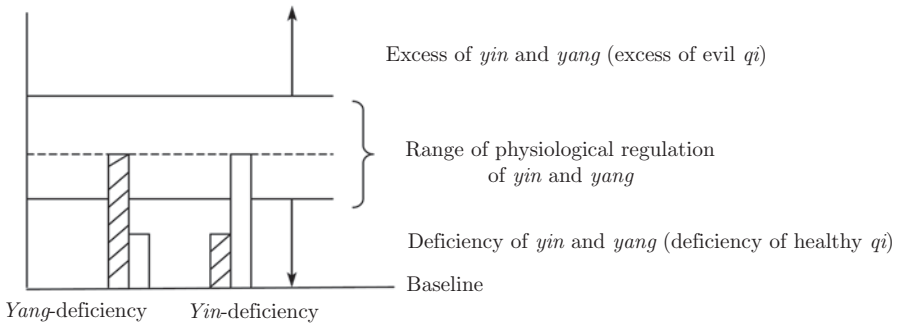 Excess of yin and yang (excess of evil qi)
Range of physiological regulation
of yin and yang
Deficiency of yin and yang (deficiency of healthy qi)
Baseline
Yang-deficiency Yin-deficiency